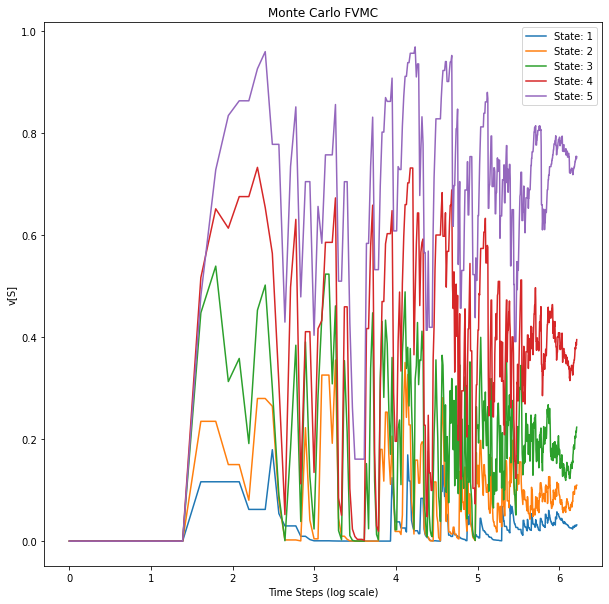 Monte Carlo FVMC
State: 1
State: 2
State: 3
State: 4
State: 5
1.0
0.8
0.6
0.4
0.2
0.0
v[S]
0 1 2 3 4 5 6
Time Steps (log scale)